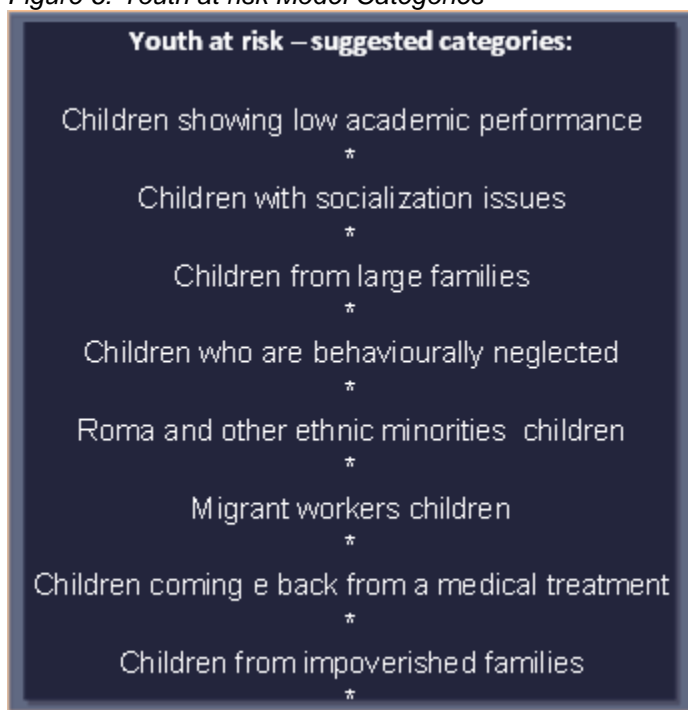 Youth at risk – suggested categories:
Children showing low academic performance
*
Children with socialization issues
*
Children from large families
*
Children who are behaviourally neglected
*
Roma and other ethnic minorities  children
*
Migrant workers children
*
Children coming e back from a medical treatment
*
Children from impoverished families
*